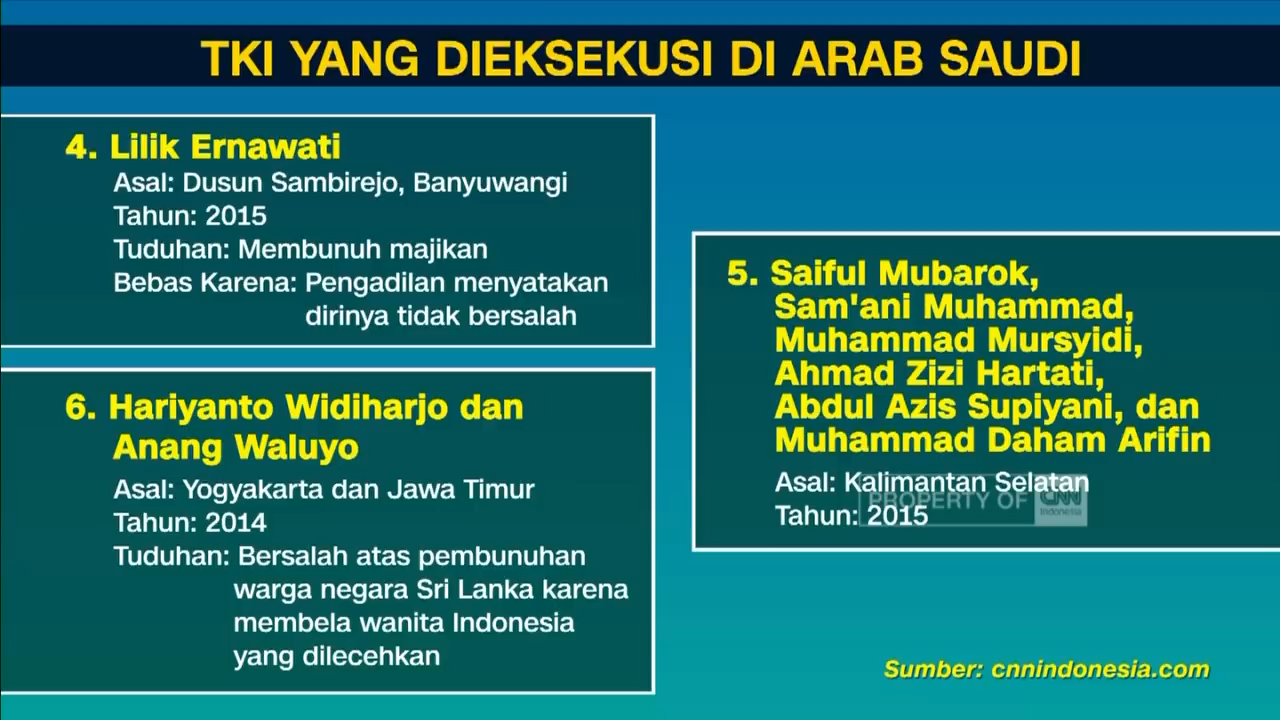 TKI YANG DIEKSEKUSI DI ARAB SAUDI
4. Lilik Ernawati
Asal: Dusun Sambirejo, Banyuwangi
Tahun: 2015
Tuduhan: Membunuh majikan
Bebas Karena: Pengadilan menyatakan
dirinya tidak bersalah
6. Hariyanto Widiharjo dan
Anang Waluyo
Asal: Yogyakarta dan Jawa Timur
Tahun: 2014
Tuduhan: Bersalah atas pembunuhan
warga negara Sri Lanka karena
membela wanita Indonesia
yang dilecehkan
5. Saiful Mubarok,
Sam'ani Muhammad,
Muhammad Mursyidi,
Ahmad Zizi Hartati,
Abdul Azis Supiyani, dan
Muhammad Daham Arifin
Asal: Kalimantan Selatan
Tahun: 2015
PROPERTY OF CNN
Indonesia
Sumber: cnnindonesia.com